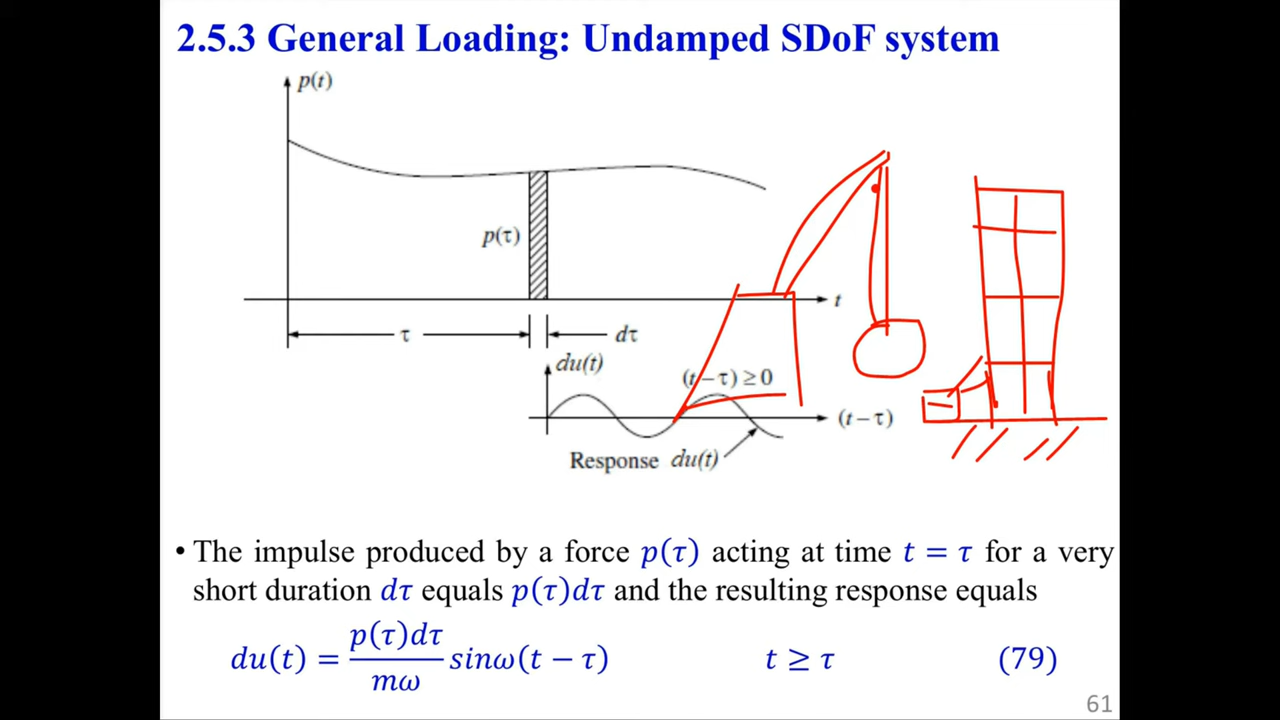 2.5.3 General Loading: Undamped SDoF system
p(t)
p(τ)
t
τ
dτ
du(t)
(t − τ) ≥ 0
(t − τ)
Response du(t)
• The impulse produced by a force p(τ) acting at time t = τ for a very
short duration dτ equals p(τ)dτ and the resulting response equals
du(t) = \frac{p(τ)dτ}{mω} sinω(t − τ) t ≥ τ (79)
61